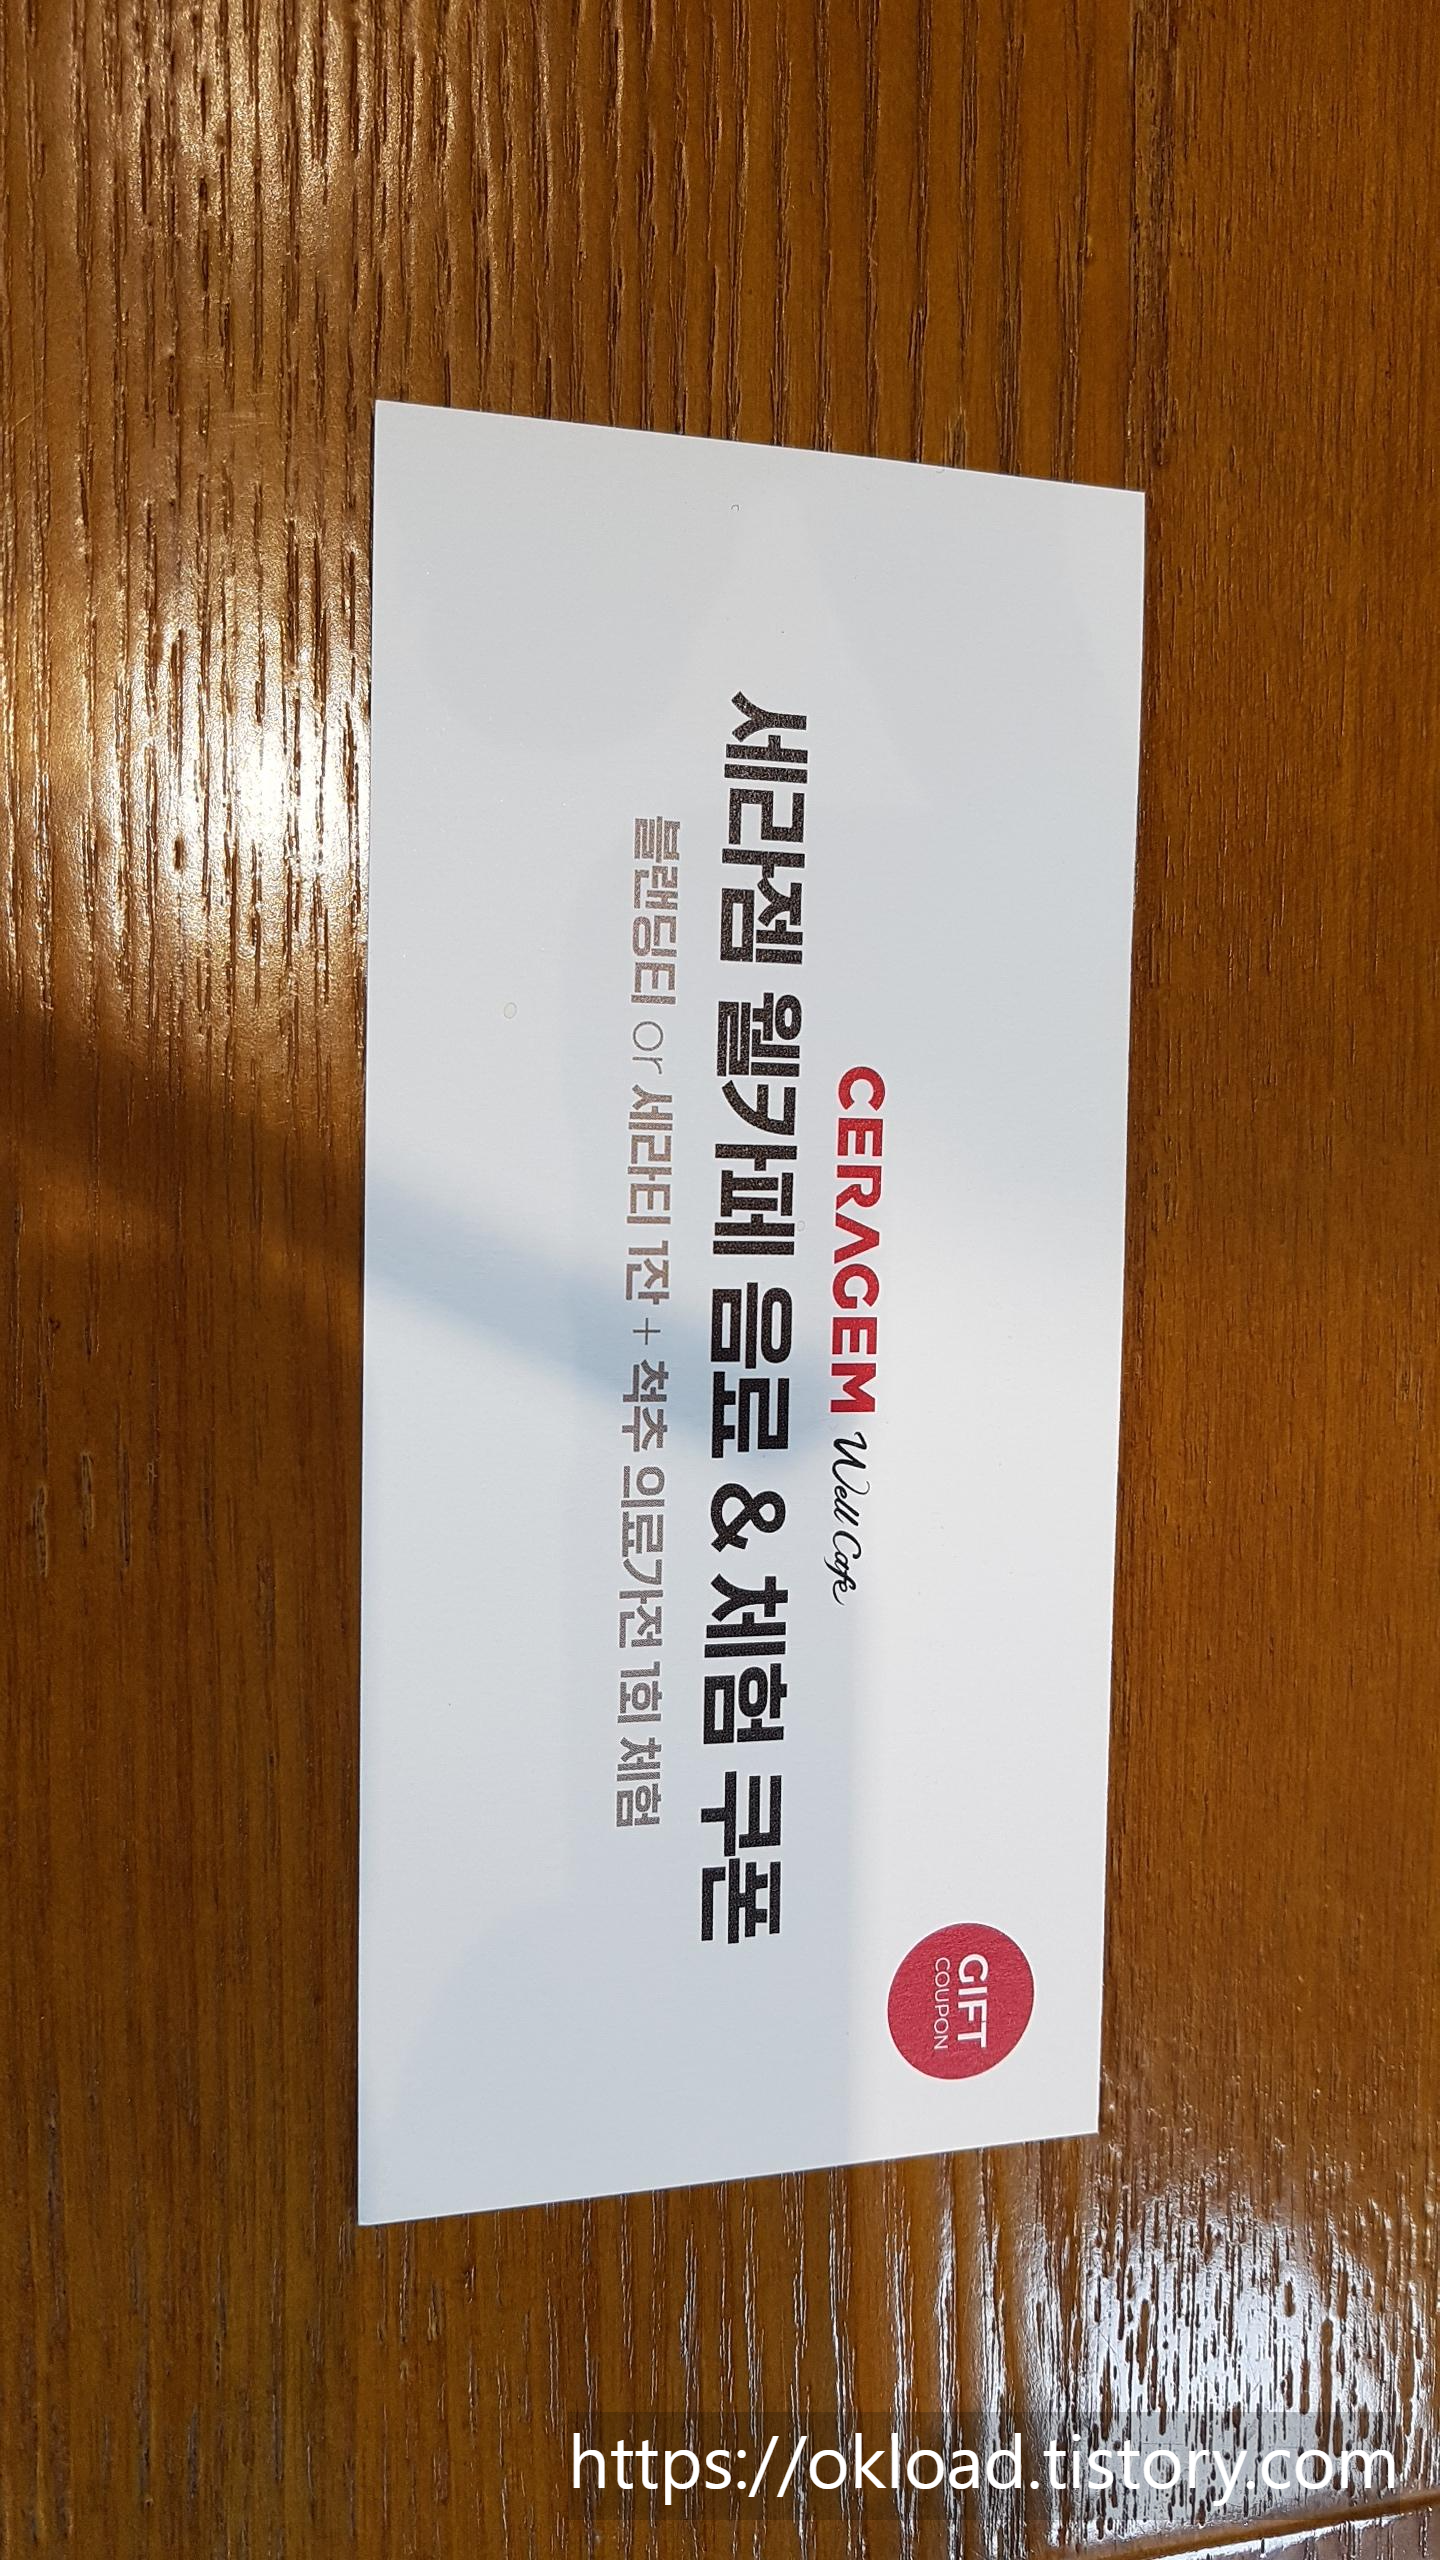 GIFT
COUPON
CERAGEM Well Cafe
세라젬 웰카페 음료 & 체험 쿠폰
블랜딩티 or 세라티 1잔 + 척추 의료가전 1회 체험
https://okload.tistory.com